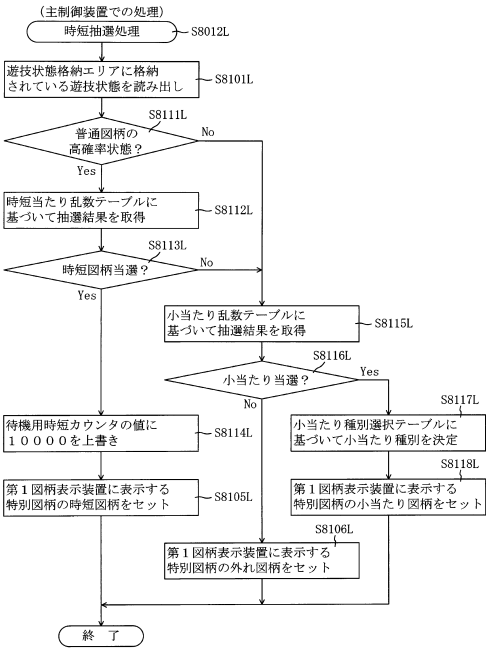 (主制御装置での処理)
時短抽選処理
S8012L
遊技状態格納エリアに格納
されている遊技状態を読み出し
S8101L
S8111L
普通図柄の
高確率状態?
No
Yes
時短当たり乱数テーブルに
基づいて抽選結果を取得
S8112L
S8113L
時短図柄当選?
No
Yes
小当たり乱数テーブルに
基づいて抽選結果を取得
S8115L
S8116L
小当たり当選?
Yes
No
S8117L
待機用時短カウンタの値に
10000を上書き
S8114L
小当たり種別選択テーブルに
基づいて小当たり種別を決定
S8118L
第1図柄表示装置に表示する
特別図柄の時短図柄をセット
S8105L
第1図柄表示装置に表示する
特別図柄の小当たり図柄をセット
S8106L
第1図柄表示装置に表示する
特別図柄の外れ図柄をセット
終 了